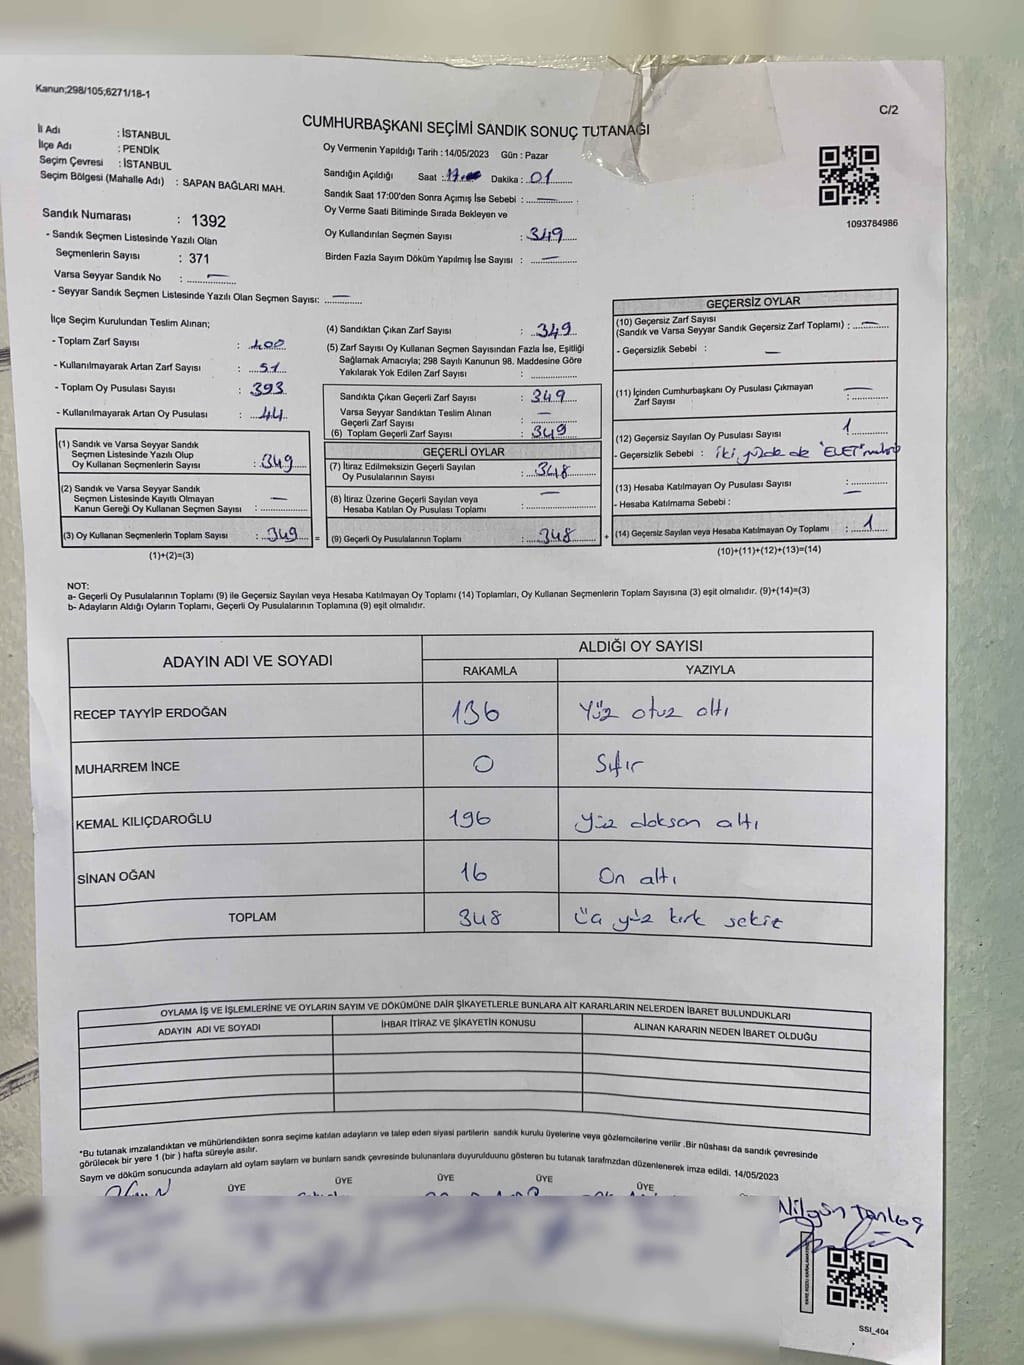 Kanun;298/105;6271/18-1
C/2
CUMHURBAŞKANI SEÇİMİ SANDIK SONUÇ TUTANAĞI
İl Adı : İSTANBUL
İlçe Adı : PENDİK
Seçim Çevresi : İSTANBUL
Seçim Bölgesi (Mahalle Adı) : SAPAN BAĞLARI MAH.
Sandık Numarası : 1392
- Sandık Seçmen Listesinde Yazılı Olan
Seçmenlerin Sayısı : 371
Varsa Seyyar Sandık No : —
- Seyyar Sandık Seçmen Listesinde Yazılı Olan Seçmen Sayısı: —
Oy Vermenin Yapıldığı Tarih : 14/05/2023 Gün : Pazar
Sandığın Açıldığı Saat : 17 Dakika : 01
Sandık Saat 17:00'den Sonra Açımış İse Sebebi : —
Oy Verme Saati Bitiminde Sırada Bekleyen ve
Oy Kullandırılan Seçmen Sayısı : 349
Birden Fazla Sayım Döküm Yapılmış İse Sayısı : —
1093784986
İlçe Seçim Kurulundan Teslim Alınan;
- Toplam Zarf Sayısı : 400
- Kullanılmayarak Artan Zarf Sayısı : 51
- Toplam Oy Pusulası Sayısı : 393
- Kullanılmayarak Artan Oy Pusulası : 44
(1) Sandık ve Varsa Seyyar Sandık
Seçmen Listesinde Yazılı Olup
Oy Kullanan Seçmenlerin Sayısı : 349
(2) Sandık ve Varsa Seyyar Sandık
Seçmen Listesinde Kayıtlı Olmayan
Kanun Gereği Oy Kullanan Seçmen Sayısı : —
(3) Oy Kullanan Seçmenlerin Toplam Sayısı : 349 =
(1)+(2)=(3)
(4) Sandıktan Çıkan Zarf Sayısı : 349
(5) Zarf Sayısı Oy Kullanan Seçmen Sayısından Fazla İse, Eşitliği
Sağlamak Amacıyla; 298 Sayılı Kanunun 98. Maddesine Göre
Yakılarak Yok Edilen Zarf Sayısı :
Sandıkta Çıkan Geçerli Zarf Sayısı : 349
Varsa Seyyar Sandıktan Teslim Alınan
Geçerli Zarf Sayısı : —
(6) Toplam Geçerli Zarf Sayısı : 349
GEÇERLİ OYLAR
(7) İtiraz Edilmeksizin Geçerli Sayılan
Oy Pusulalarının Sayısı : 348
(8) İtiraz Üzerine Geçerli Sayılan veya
Hesaba Katılan Oy Pusulası Toplamı : —
(9) Geçerli Oy Pusulalarının Toplamı : 348 +
GEÇERSİZ OYLAR
(10) Geçersiz Zarf Sayısı
(Sandık ve Varsa Seyyar Sandık Geçersiz Zarf Toplamı) : —
- Geçersizlik Sebebi : —
(11) İçinden Cumhurbaşkanı Oy Pusulası Çıkmayan
Zarf Sayısı : —
(12) Geçersiz Sayılan Oy Pusulası Sayısı : 1
- Geçersizlik Sebebi : iki yüzde de 'EVET'
(13) Hesaba Katılmayan Oy Pusulası Sayısı : —
- Hesaba Katılmama Sebebi :
(14) Geçersiz Sayılan veya Hesaba Katılmayan Oy Toplamı : 1
(10)+(11)+(12)+(13)=(14)
NOT:
a- Geçerli Oy Pusulalarının Toplamı (9) ile Geçersiz Sayılan veya Hesaba Katılmayan Oy Toplamı (14) Toplamları, Oy Kullanan Seçmenlerin Toplam Sayısına (3) eşit olmalıdır. (9)+(14)=(3)
b- Adayların Aldığı Oyların Toplamı, Geçerli Oy Pusulalarının Toplamına (9) eşit olmalıdır.
ADAYIN ADI VE SOYADI ALDIĞI OY SAYISI
RAKAMLA YAZIYLA
RECEP TAYYİP ERDOĞAN 136 Yüz otuz altı
MUHARREM İNCE 0 Sıfır
KEMAL KILIÇDAROĞLU 196 yüz doksan altı
SİNAN OĞAN 16 On altı
TOPLAM 348 üç yüz kırk sekiz
OYLAMA İŞ VE İŞLEMLERİNE VE OYLARIN SAYIM VE DÖKÜMÜNE DAİR ŞİKAYETLERLE BUNLARA AİT KARARLARIN NELERDEN İBARET BULUNDUKLARI
ADAYIN ADI VE SOYADI İHBAR İTİRAZ VE ŞİKAYETİN KONUSU ALINAN KARARIN NEDEN İBARET OLDUĞU
*Bu tutanak imzalandıktan ve mühürlendikten sonra seçime katılan adayların ve talep eden siyasi partilerin sandık kurulu üyelerine veya gözlemcilerine verilir .Bir nüshası da sandık çevresinde
görülecek bir yere 1 (bir ) hafta süreyle asılır.
Sayım ve döküm sonucunda adayların ald oyların sayların ve bunların sandk çevresinde bulunanlara duyurulduunu gösteren bu tutanak tarafmzdan düzenlenerek imza edildi. 14/05/2023
ÜYE ÜYE ÜYE ÜYE ÜYE
Nilgün
SSI_404